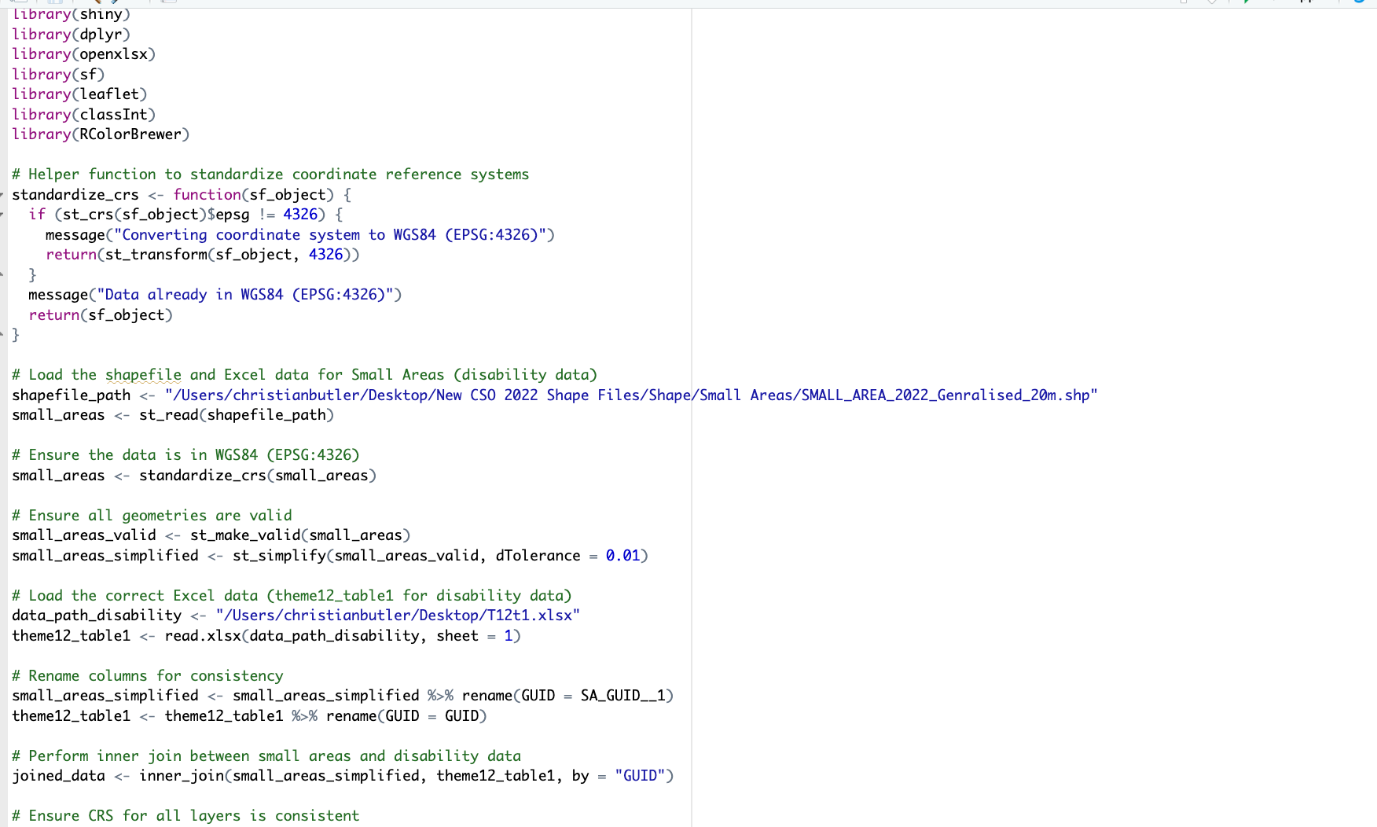 library(shiny)
library(dplyr)
library(openxlsx)
library(sf)
library(leaflet)
library(classInt)
library(RColorBrewer)

# Helper function to standardize coordinate reference systems
standardize_crs <- function(sf_object) {
  if (st_crs(sf_object)$epsg != 4326) {
    message("Converting coordinate system to WGS84 (EPSG:4326)")
    return(st_transform(sf_object, 4326))
  }
  message("Data already in WGS84 (EPSG:4326)")
  return(sf_object)
}

# Load the shapefile and Excel data for Small Areas (disability data)
shapefile_path <- "/Users/christianbutler/Desktop/New CSO 2022 Shape Files/Shape/Small Areas/SMALL_AREA_2022_Genralised_20m.shp"
small_areas <- st_read(shapefile_path)

# Ensure the data is in WGS84 (EPSG:4326)
small_areas <- standardize_crs(small_areas)

# Ensure all geometries are valid
small_areas_valid <- st_make_valid(small_areas)
small_areas_simplified <- st_simplify(small_areas_valid, dTolerance = 0.01)

# Load the correct Excel data (theme12_table1 for disability data)
data_path_disability <- "/Users/christianbutler/Desktop/T12t1.xlsx"
theme12_table1 <- read.xlsx(data_path_disability, sheet = 1)

# Rename columns for consistency
small_areas_simplified <- small_areas_simplified %>% rename(GUID = SA_GUID__1)
theme12_table1 <- theme12_table1 %>% rename(GUID = GUID)

# Perform inner join between small areas and disability data
joined_data <- inner_join(small_areas_simplified, theme12_table1, by = "GUID")

# Ensure CRS for all layers is consistent